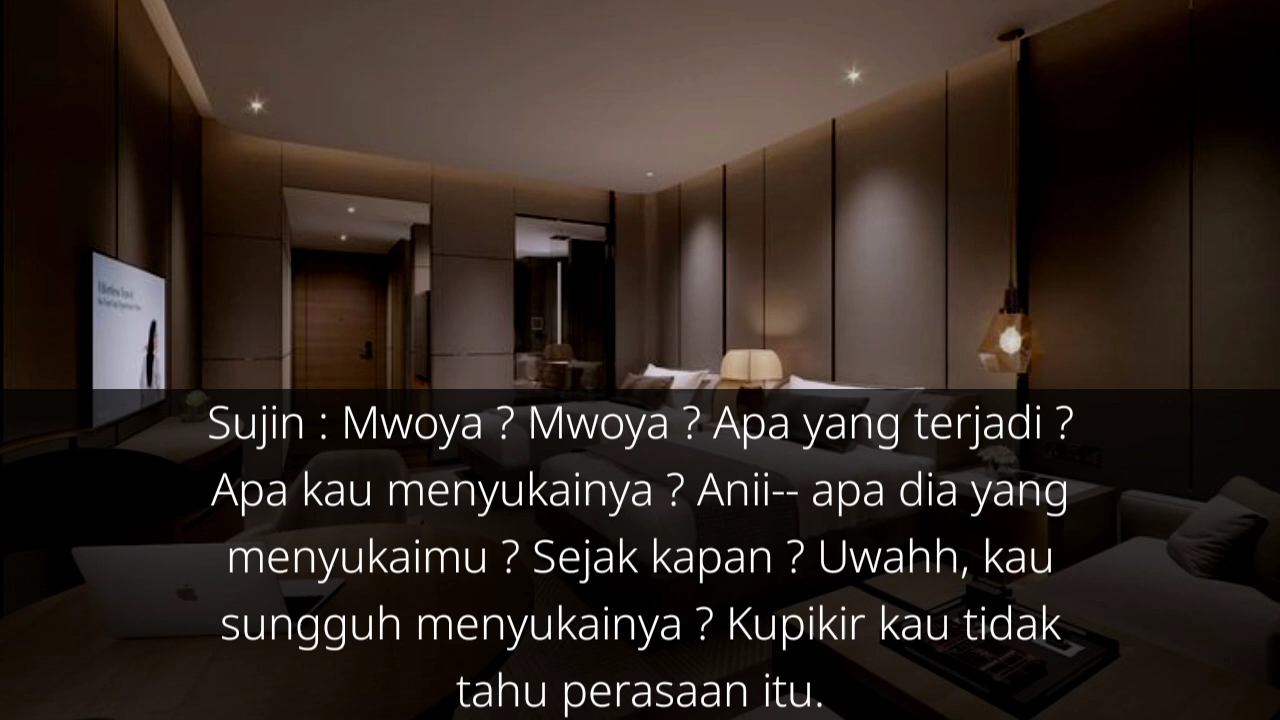 Sujin : Mwoya ? Mwoya ? Apa yang terjadi ?
Apa kau menyukainya ? Anii-- apa dia yang
menyukaimu ? Sejak kapan ? Uwahh, kau
sungguh menyukainya ? Kupikir kau tidak
tahu perasaan itu.